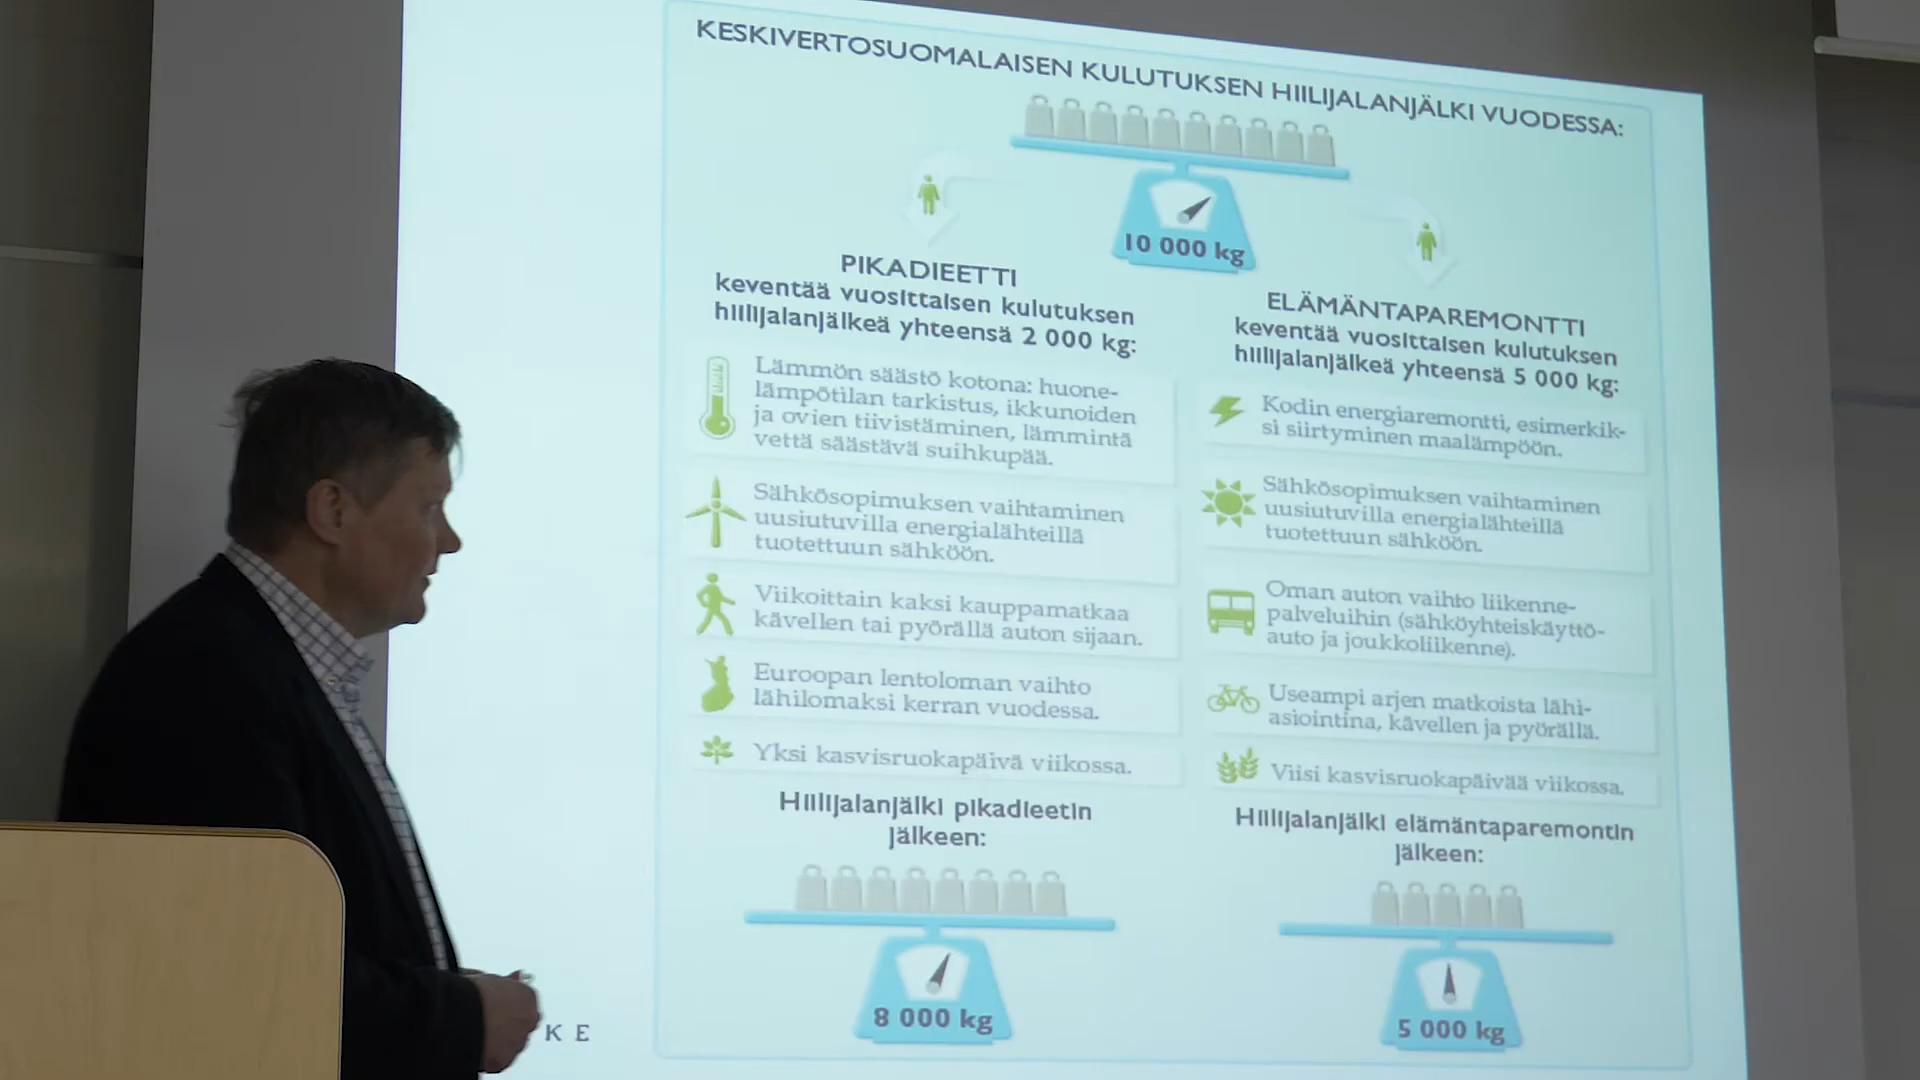 KESKIVERTOSUOMALAISEN KULUTUKSEN HIILIJALANJÄLKI VUODESSA:
10 000 kg
PIKADIEETTI
keventää vuosittaisen kulutuksen
hiilijalanjälkeä yhteensä 2 000 kg:
Lämmön säästö kotona: huone-
lämpötilan tarkistus, ikkunoiden
ja ovien tiivistäminen, lämmintä
vettä säästävä suihkupää.
Sähkösopimuksen vaihtaminen
uusiutuvilla energialähteillä
tuotettuun sähköön.
Viikoittain kaksi kauppamatkaa
kävellen tai pyörällä auton sijaan.
Euroopan lentoloman vaihto
lähilomaksi kerran vuodessa.
Yksi kasvisruokapäivä viikossa.
Hiilijalanjälki pikadieetin
jälkeen:
8 000 kg
ELÄMÄNTAPAREMONTTI
keventää vuosittaisen kulutuksen
hiilijalanjälkeä yhteensä 5 000 kg:
Kodin energiaremontti, esimerkik-
si siirtyminen maalämpöön.
Sähkösopimuksen vaihtaminen
uusiutuvilla energialähteillä
tuotettuun sähköön.
Oman auton vaihto liikenne-
palveluihin (sähköyhteiskäyttö-
auto ja joukkoliikenne).
Useampi arjen matkoista lähi-
asiointina, kävellen ja pyörällä.
Viisi kasvisruokapäivää viikossa.
Hiilijalanjälki elämäntaparemontin
jälkeen:
5 000 kg
K E